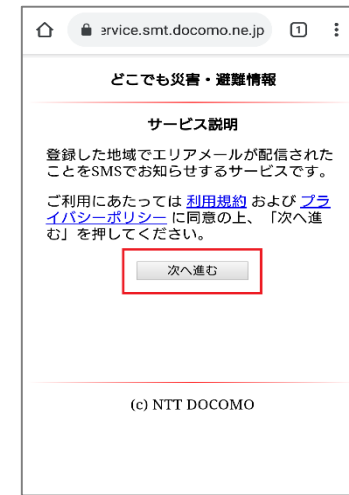 ervice.smt.docomo.ne.jp 1
どこでも災害・避難情報
サービス説明
登録した地域でエリアメールが配信された
ことをSMSでお知らせするサービスです。
ご利用にあたっては 利用規約 および プラ
イバシーポリシー に同意の上、「次へ進
む」を押してください。
次へ進む
(c) NTT DOCOMO